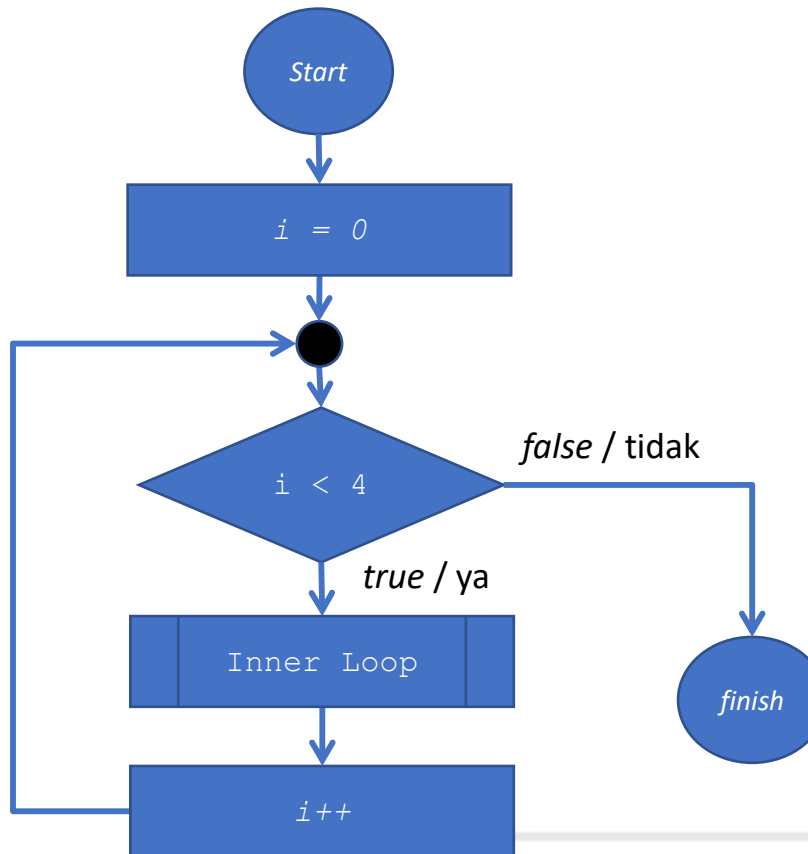 Start
i = 0
i < 4
false / tidak
true / ya
Inner Loop
finish
i++